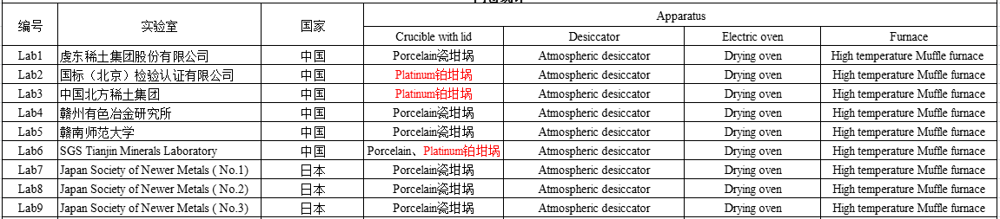 编号 实验室 国家 Apparatus
Crucible with lid Desiccator Electric oven Furnace
Lab1 虔东稀土集团股份有限公司 中国 Porcelain瓷坩埚 Atmospheric desiccator Drying oven High temperature Muffle furnace
Lab2 国标（北京）检验认证有限公司 中国 Platinum铂坩埚 Atmospheric desiccator Drying oven High temperature Muffle furnace
Lab3 中国北方稀土集团 中国 Platinum铂坩埚 Atmospheric desiccator Drying oven High temperature Muffle furnace
Lab4 赣州有色冶金研究所 中国 Porcelain瓷坩埚 Atmospheric desiccator Drying oven High temperature Muffle furnace
Lab5 赣南师范大学 中国 Porcelain瓷坩埚 Atmospheric desiccator Drying oven High temperature Muffle furnace
Lab6 SGS Tianjin Minerals Laboratory 中国 Porcelain、Platinum铂坩埚 Atmospheric desiccator Drying oven High temperature Muffle furnace
Lab7 Japan Society of Newer Metals ( No.1) 日本 Porcelain瓷坩埚 Atmospheric desiccator Drying oven High temperature Muffle furnace
Lab8 Japan Society of Newer Metals ( No.2) 日本 Porcelain瓷坩埚 Atmospheric desiccator Drying oven High temperature Muffle furnace
Lab9 Japan Society of Newer Metals ( No.3) 日本 Porcelain瓷坩埚 Atmospheric desiccator Drying oven High temperature Muffle furnace